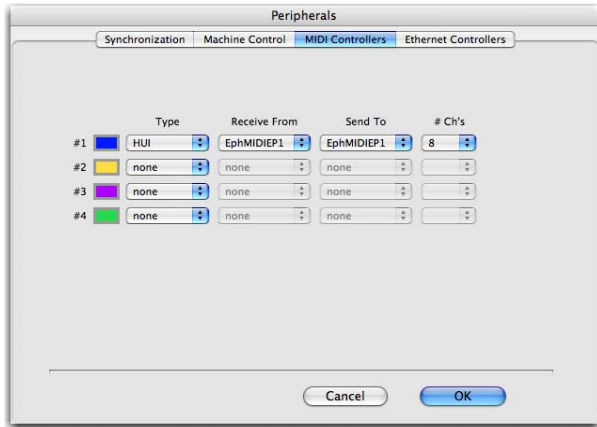 Peripherals
Synchronization Machine Control MIDI Controllers Ethernet Controllers
Type Receive From Send To # Ch's
#1 HUI EphMIDIEP1 EphMIDIEP1 8
#2 none none none
#3 none none none
#4 none none none
Cancel OK